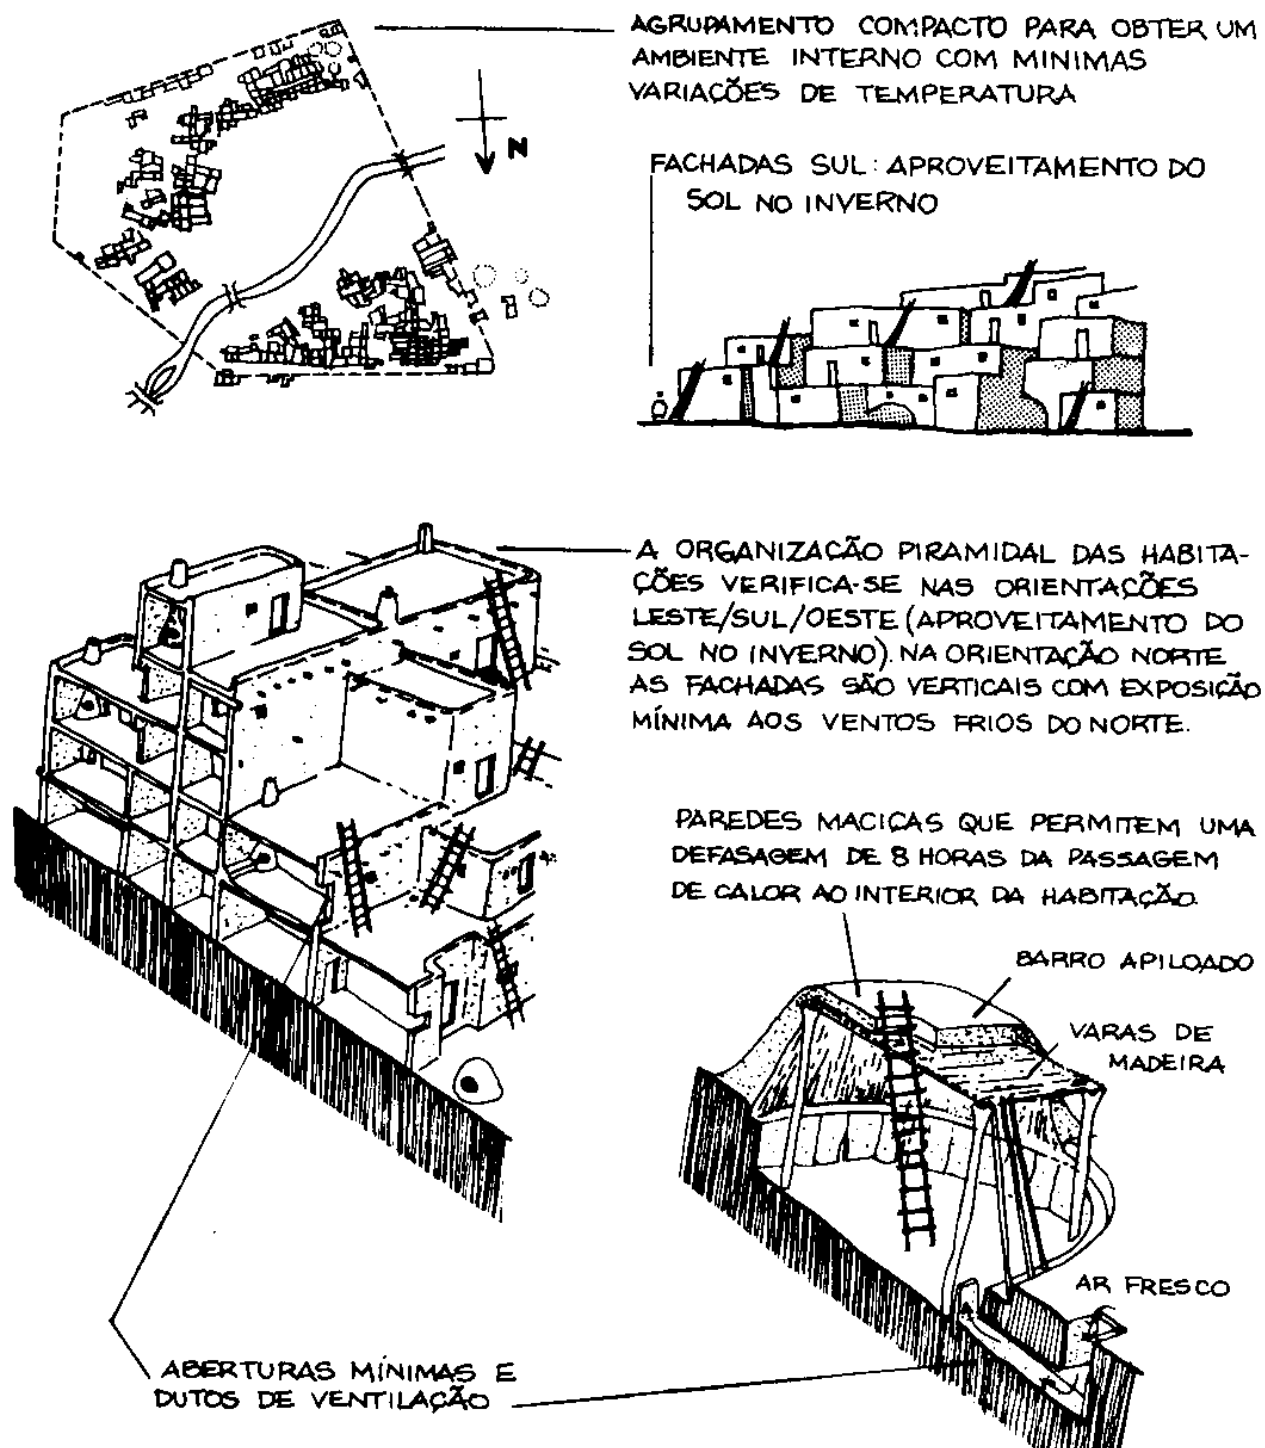 AGRUPAMENTO COMPACTO PARA OBTER UM
AMBIENTE INTERNO COM MINIMAS
VARIAÇÕES DE TEMPERATURA
N
FACHADAS SUL: APROVEITAMENTO DO
SOL NO INVERNO
A ORGANIZAÇÃO PIRAMIDAL DAS HABITA-
ÇÕES VERIFICA-SE NAS ORIENTAÇÕES
LESTE/SUL/OESTE (APROVEITAMENTO DO
SOL NO INVERNO). NA ORIENTAÇÃO NORTE
AS FACHADAS SÃO VERTICAIS COM EXPOSIÇÃO
MÍNIMA AOS VENTOS FRIOS DO NORTE.
PAREDES MACIÇAS QUE PERMITEM UMA
DEFASAGEM DE 8 HORAS DA PASSAGEM
DE CALOR AO INTERIOR DA HABITAÇÃO.
BARRO APILOADO
VARAS DE
MADEIRA
AR FRESCO
ABERTURAS MÍNIMAS E
DUTOS DE VENTILAÇÃO